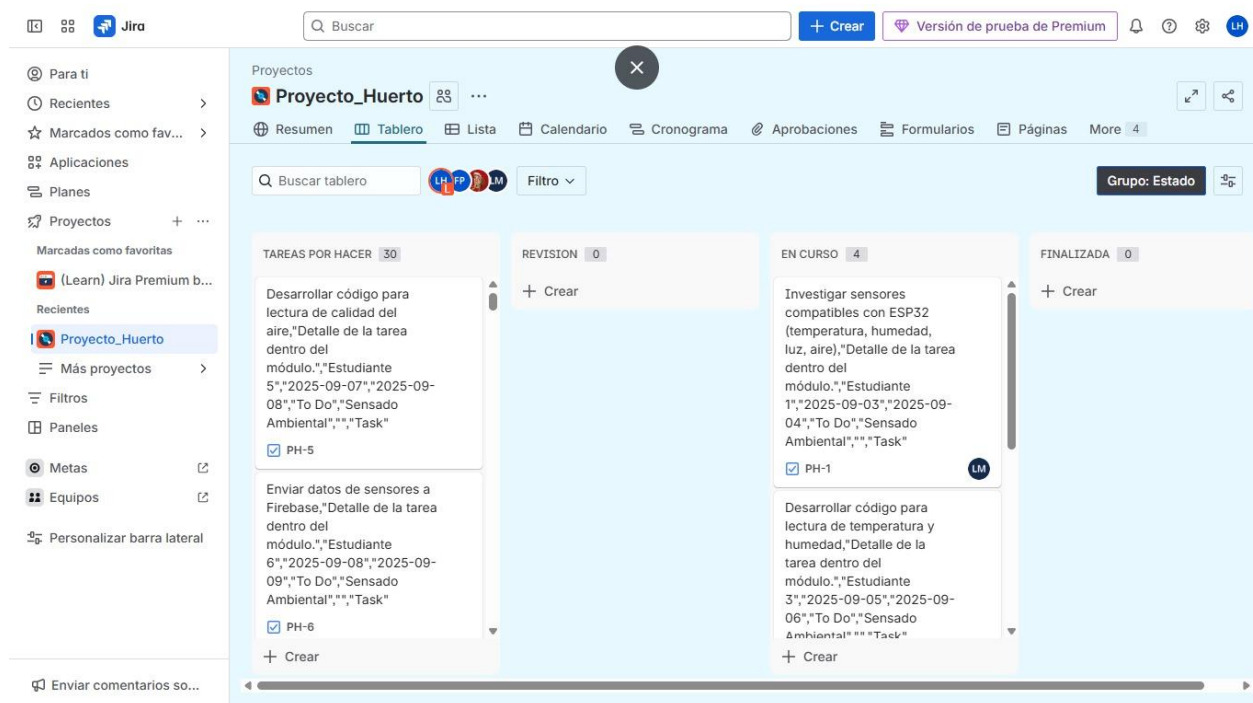 Jira
Buscar
+ Crear
Versión de prueba de Premium
LH
Para ti
Recientes
Marcados como fav...
Aplicaciones
Planes
Proyectos
Marcadas como favoritas
(Learn) Jira Premium b...
Recientes
Proyecto_Huerto
Más proyectos
Filtros
Paneles
Metas
Equipos
Personalizar barra lateral
Enviar comentarios so...
Proyectos
Proyecto_Huerto
Resumen
Tablero
Lista
Calendario
Cronograma
Aprobaciones
Formularios
Páginas
More 4
Buscar tablero
LH
L
FP
LM
Filtro
Grupo: Estado
TAREAS POR HACER 30
Desarrollar código para
lectura de calidad del
aire,"Detalle de la tarea
dentro del
módulo.","Estudiante
5","2025-09-07","2025-09-
08","To Do","Sensado
Ambiental","","Task"
PH-5
Enviar datos de sensores a
Firebase,"Detalle de la tarea
dentro del
módulo.","Estudiante
6","2025-09-08","2025-09-
09","To Do","Sensado
Ambiental","","Task"
PH-6
+ Crear
REVISION 0
+ Crear
EN CURSO 4
Investigar sensores
compatibles con ESP32
(temperatura, humedad,
luz, aire),"Detalle de la tarea
dentro del
módulo.","Estudiante
1","2025-09-03","2025-09-
04","To Do","Sensado
Ambiental","","Task"
PH-1
LM
Desarrollar código para
lectura de temperatura y
humedad,"Detalle de la
tarea dentro del
módulo.","Estudiante
3","2025-09-05","2025-09-
06","To Do","Sensado
Ambiental","","Task"
+ Crear
FINALIZADA 0
+ Crear